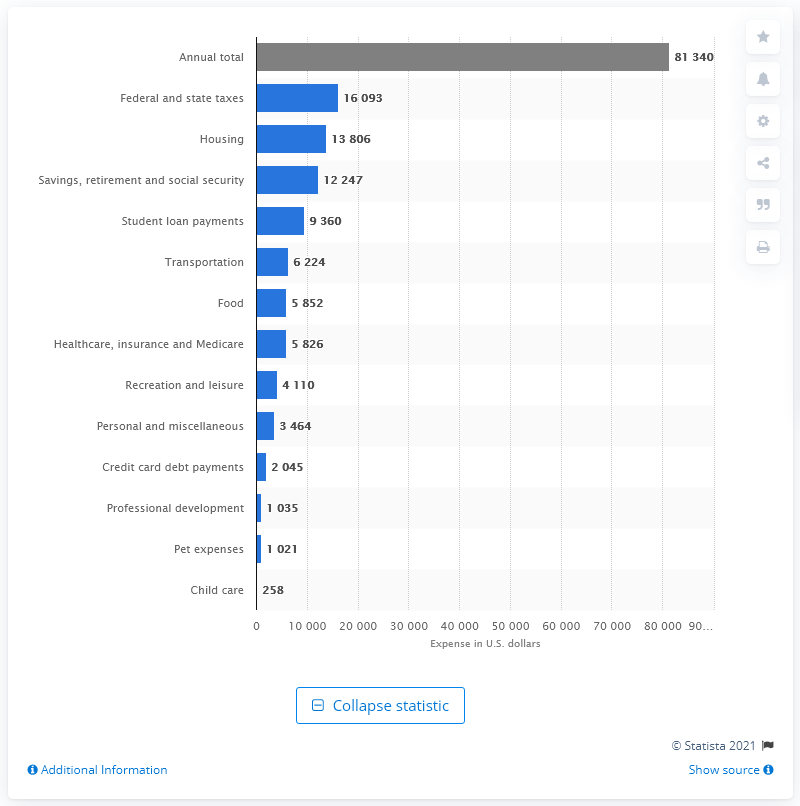 Annual total 81 340
Federal and state taxes 16 093
Housing 13 806
Savings, retirement and social security 12 247
Student loan payments 9 360
Transportation 6 224
Food 5 852
Healthcare, insurance and Medicare 5 826
Recreation and leisure 4 110
Personal and miscellaneous 3 464
Credit card debt payments 2 045
Professional development 1 035
Pet expenses 1 021
Child care 258
0 10 000 20 000 30 000 40 000 50 000 60 000 70 000 80 000 90…
Expense in U.S. dollars
Collapse statistic
© Statista 2021
Additional Information Show source